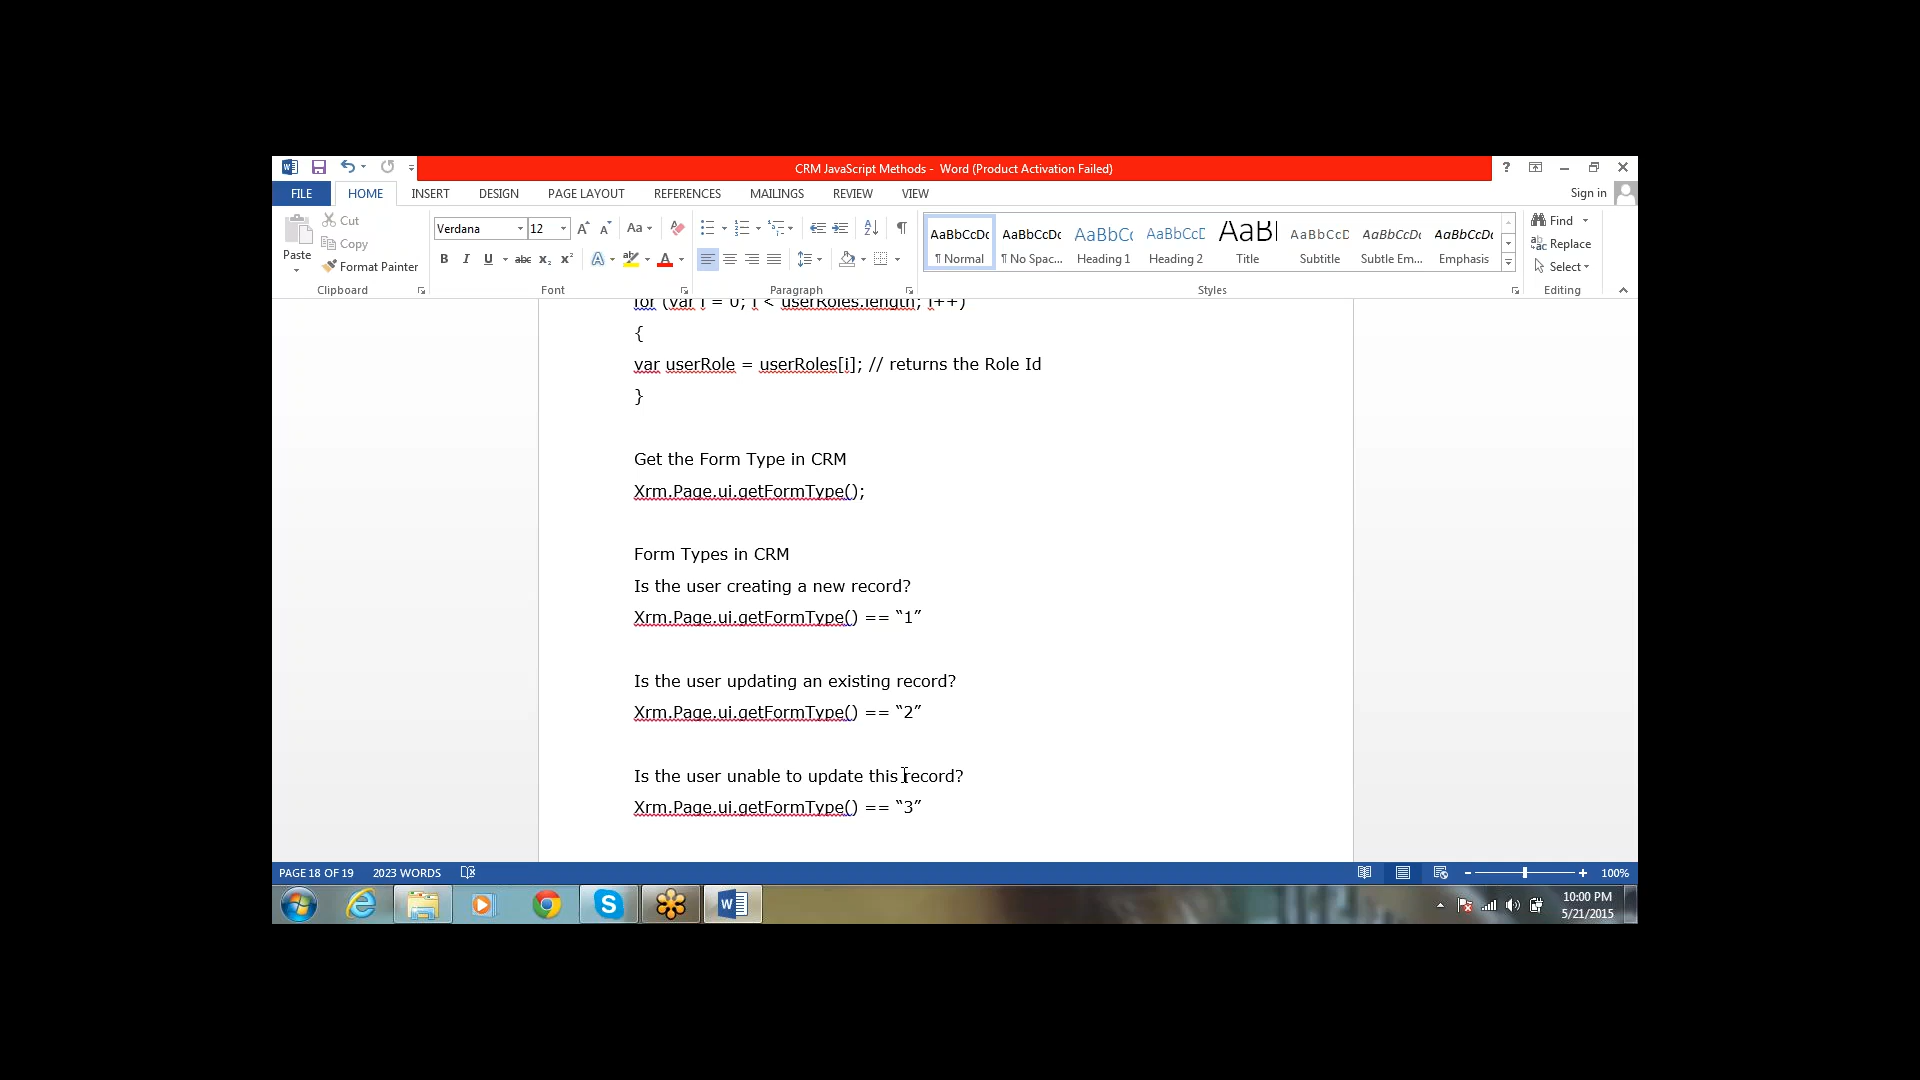 CRM JavaScript Methods - Word (Product Activation Failed)
FILE HOME INSERT DESIGN PAGE LAYOUT REFERENCES MAILINGS REVIEW VIEW Sign in
Paste Cut Copy Format Painter Clipboard
Verdana 12 Font
Paragraph
AaBbCcDc AaBbCcDc AaBbCc AaBbCcD AaBl AaBbCcD AaBbCcDc AaBbCcDc
¶ Normal ¶ No Spac... Heading 1 Heading 2 Title Subtitle Subtle Em... Emphasis
Styles
Find Replace Select Editing
for (var i = 0; i < userRoles.length; i++)
{
var userRole = userRoles[i]; // returns the Role Id
}
Get the Form Type in CRM
Xrm.Page.ui.getFormType();
Form Types in CRM
Is the user creating a new record?
Xrm.Page.ui.getFormType() == “1”
Is the user updating an existing record?
Xrm.Page.ui.getFormType() == “2”
Is the user unable to update this record?
Xrm.Page.ui.getFormType() == “3”
PAGE 18 OF 19 2023 WORDS 100%
10:00 PM
5/21/2015